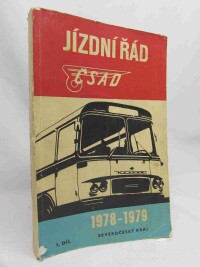 JÍZDNÍ ŘÁD
ČSAD
1978-1979
1. DÍL
SEVEROČESKÝ KRAJ